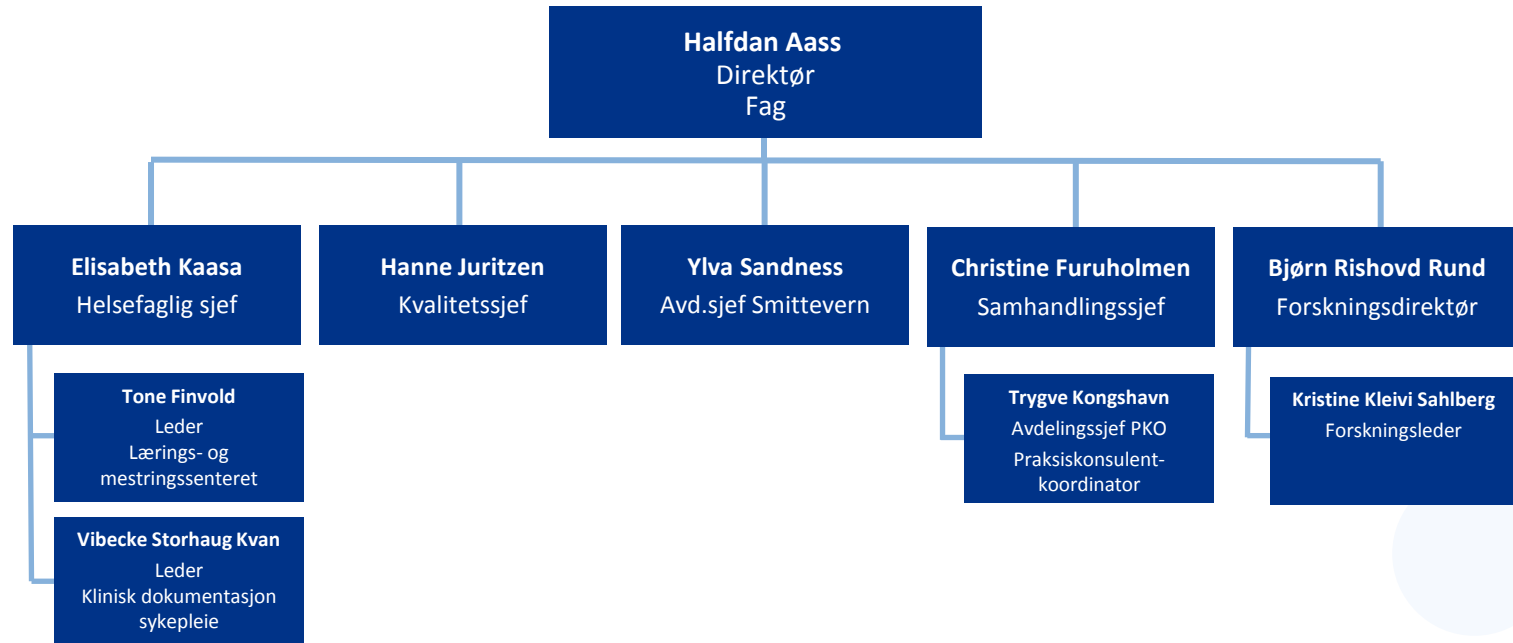 Halfdan Aass
Direktør
Fag
Elisabeth Kaasa
Helsefaglig sjef
Hanne Juritzen
Kvalitetssjef
Ylva Sandness
Avd.sjef Smittevern
Christine Furuholmen
Samhandlingssjef
Bjørn Rishovd Rund
Forskningsdirektør
Tone Finvold
Leder
Lærings- og
mestringssenteret
Vibecke Storhaug Kvan
Leder
Klinisk dokumentasjon
sykepleie
Trygve Kongshavn
Avdelingssjef PKO
Praksiskonsulent-
koordinator
Kristine Kleivi Sahlberg
Forskningsleder